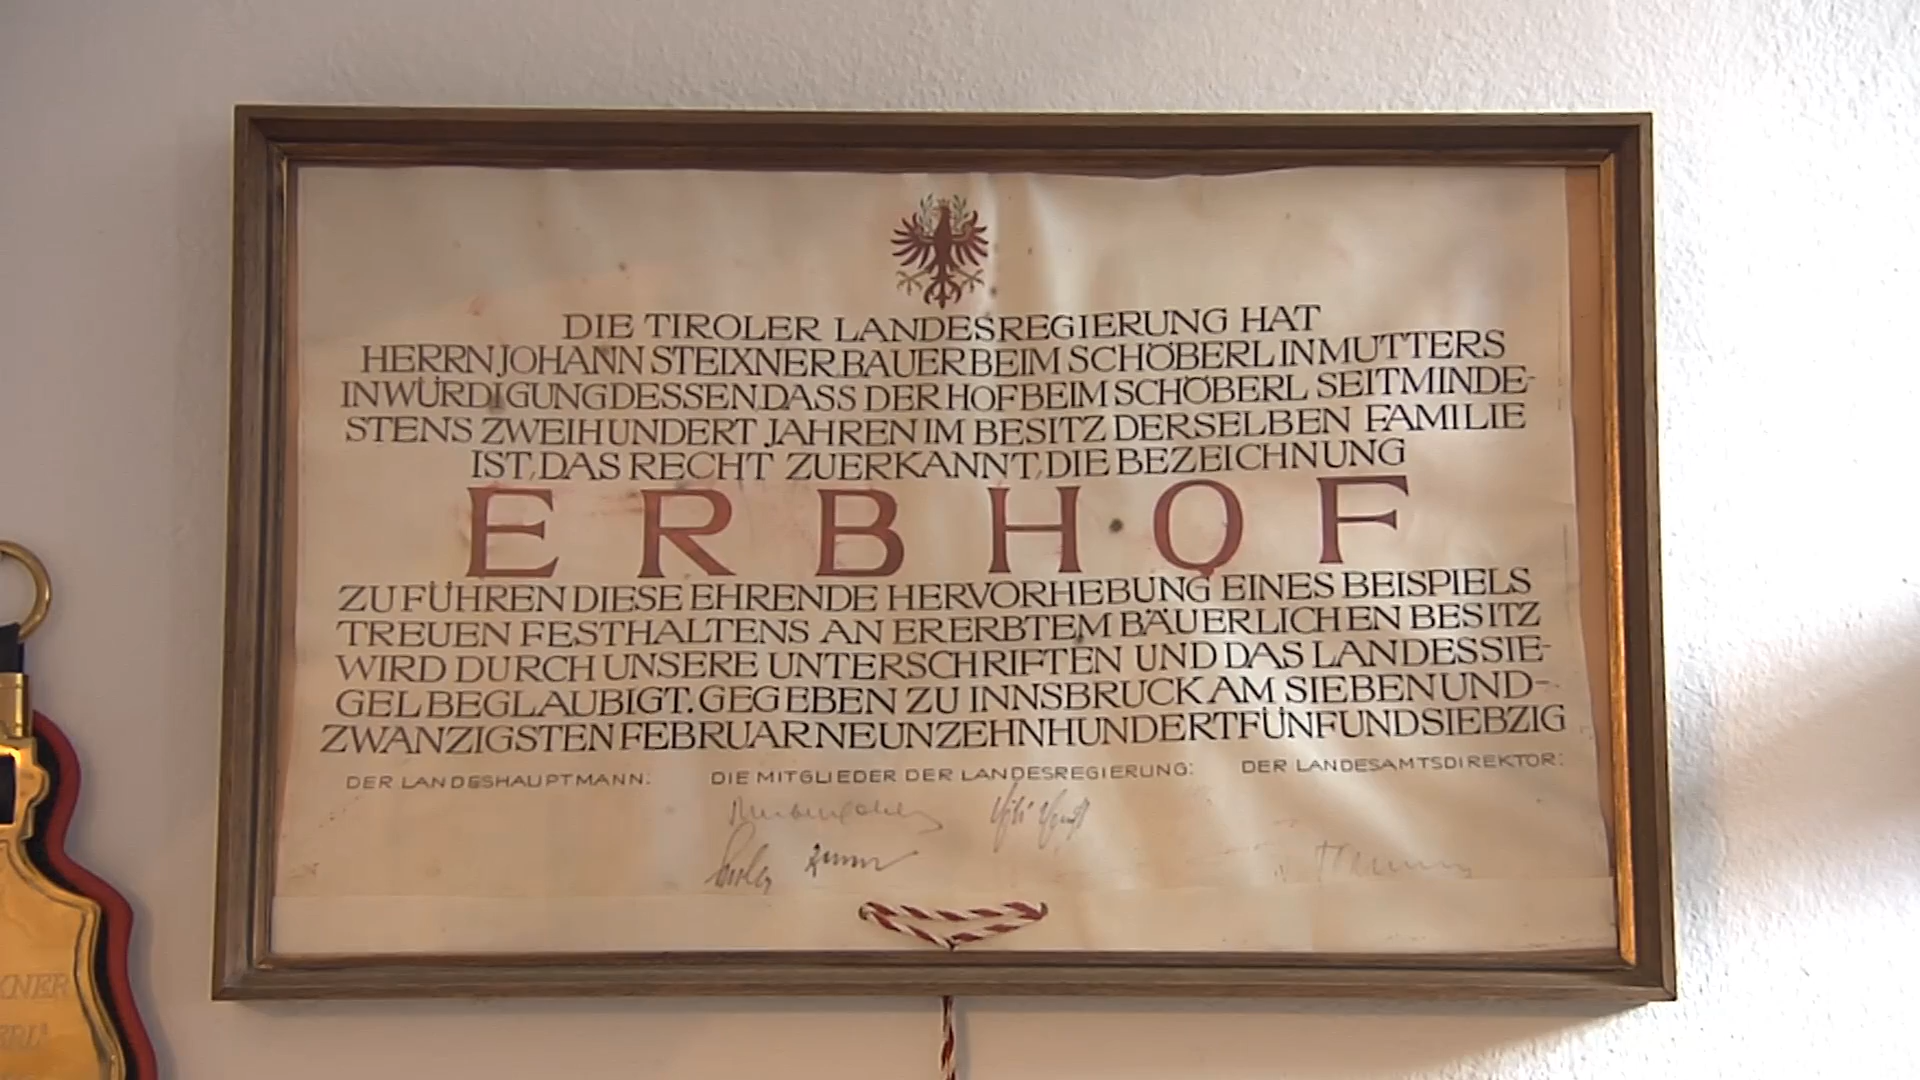 DIE TIROLER LANDESREGIERUNG HAT
HERRN JOHANN STEIXNER, BAUER BEIM SCHÖBERL IN MUTTERS
IN WÜRDIGUNG DESSEN, DASS DER HOF BEIM SCHÖBERL SEIT MINDE-
STENS ZWEIHUNDERT JAHREN IM BESITZ DERSELBEN FAMILIE
IST, DAS RECHT ZUERKANNT, DIE BEZEICHNUNG
ERBHOF
ZU FÜHREN DIESE EHRENDE HERVORHEBUNG EINES BEISPIELS
TREUEN FESTHALTENS AN ERERBTEM BÄUERLICHEN BESITZ
WIRD DURCH UNSERE UNTERSCHRIFTEN UND DAS LANDESSIE-
GEL BEGLAUBIGT. GEGEBEN ZU INNSBRUCK AM SIEBENUND-
ZWANZIGSTEN FEBRUAR NEUNZEHNHUNDERTFÜNFUNDSIEBZIG
DER LANDESHAUPTMANN: DIE MITGLIEDER DER LANDESREGIERUNG: DER LANDESAMTSDIREKTOR: